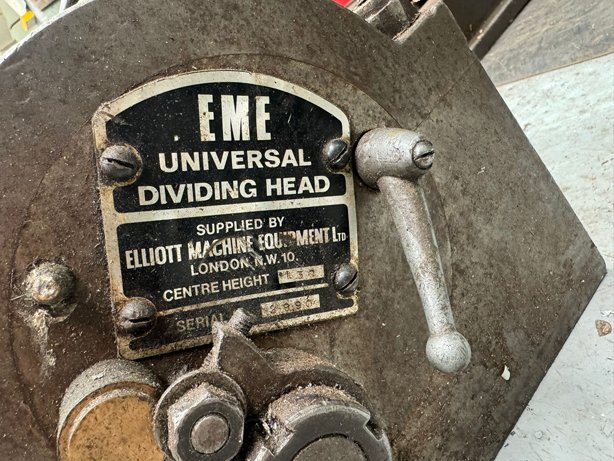 EME
UNIVERSAL
DIVIDING HEAD
SUPPLIED BY
ELLIOTT MACHINE EQUIPMENT LTD
LONDON N.W.10.
CENTRE HEIGHT
SERIAL